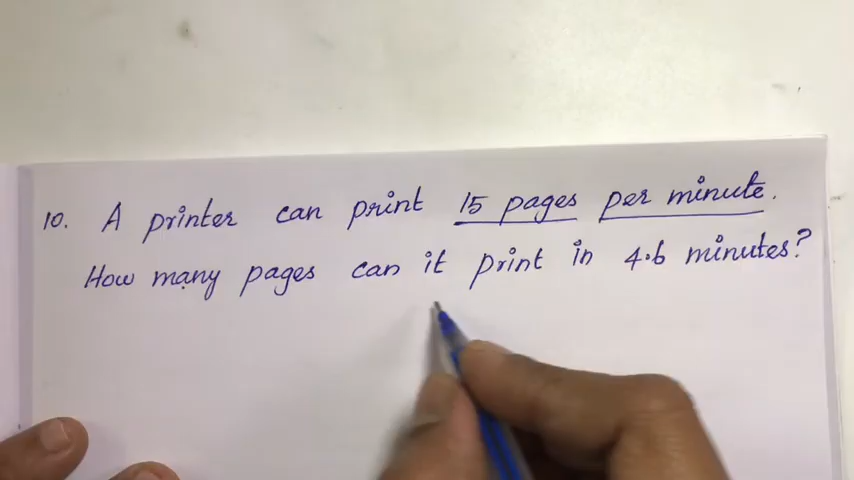 10. A printer can print 15 pages per minute.
How many pages can it print in 4.6 minutes?